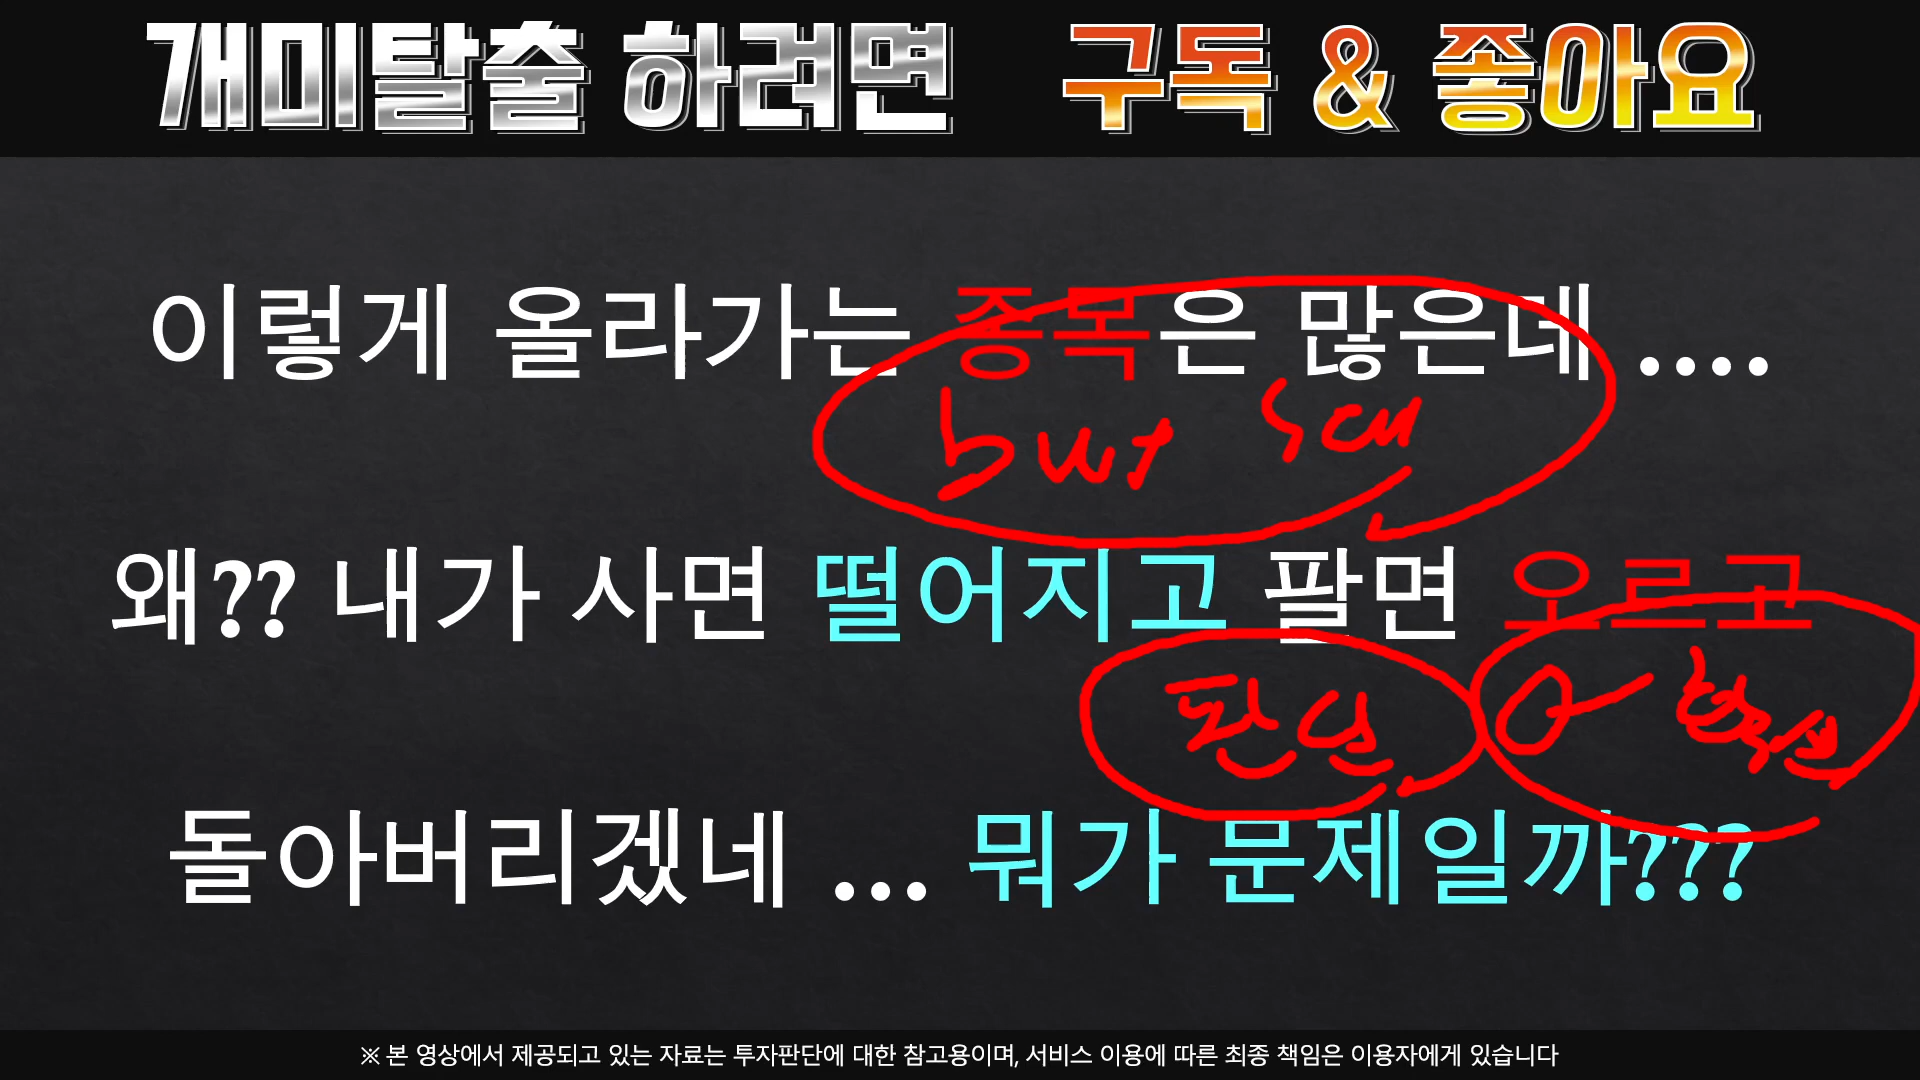 개미탈출 하려면 구독 & 좋아요
이렇게 올라가는 종목은 많은데 ....
but
왜?? 내가 사면 떨어지고 팔면 오르고
판단
돌아버리겠네 ... 뭐가 문제일까???
※ 본 영상에서 제공되고 있는 자료는 투자판단에 대한 참고용이며, 서비스 이용에 따른 최종 책임은 이용자에게 있습니다